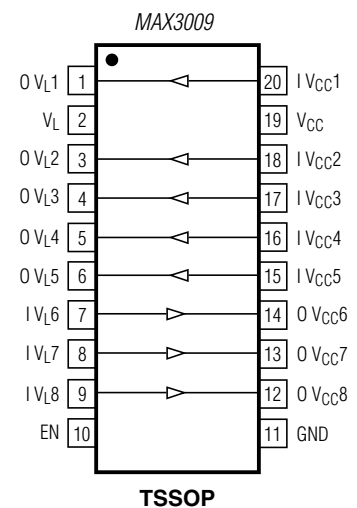 MAX3009
O VL1 1 20 I VCC1
VL 2 19 VCC
O VL2 3 18 I VCC2
O VL3 4 17 I VCC3
O VL4 5 16 I VCC4
O VL5 6 15 I VCC5
I VL6 7 14 O VCC6
I VL7 8 13 O VCC7
I VL8 9 12 O VCC8
EN 10 11 GND
TSSOP